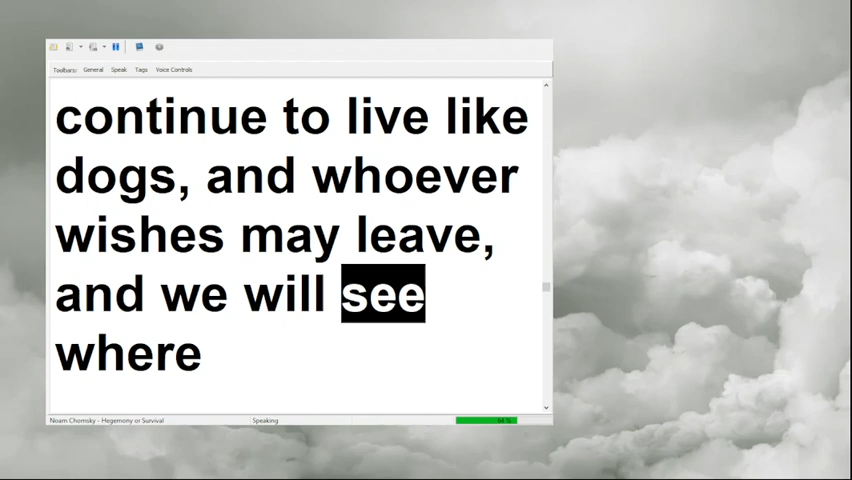 Toolbars: General Speak Tags Voice Controls
continue to live like
dogs, and whoever
wishes may leave,
and we will see
where
Noam Chomsky - Hegemony or Survival Speaking 64 %